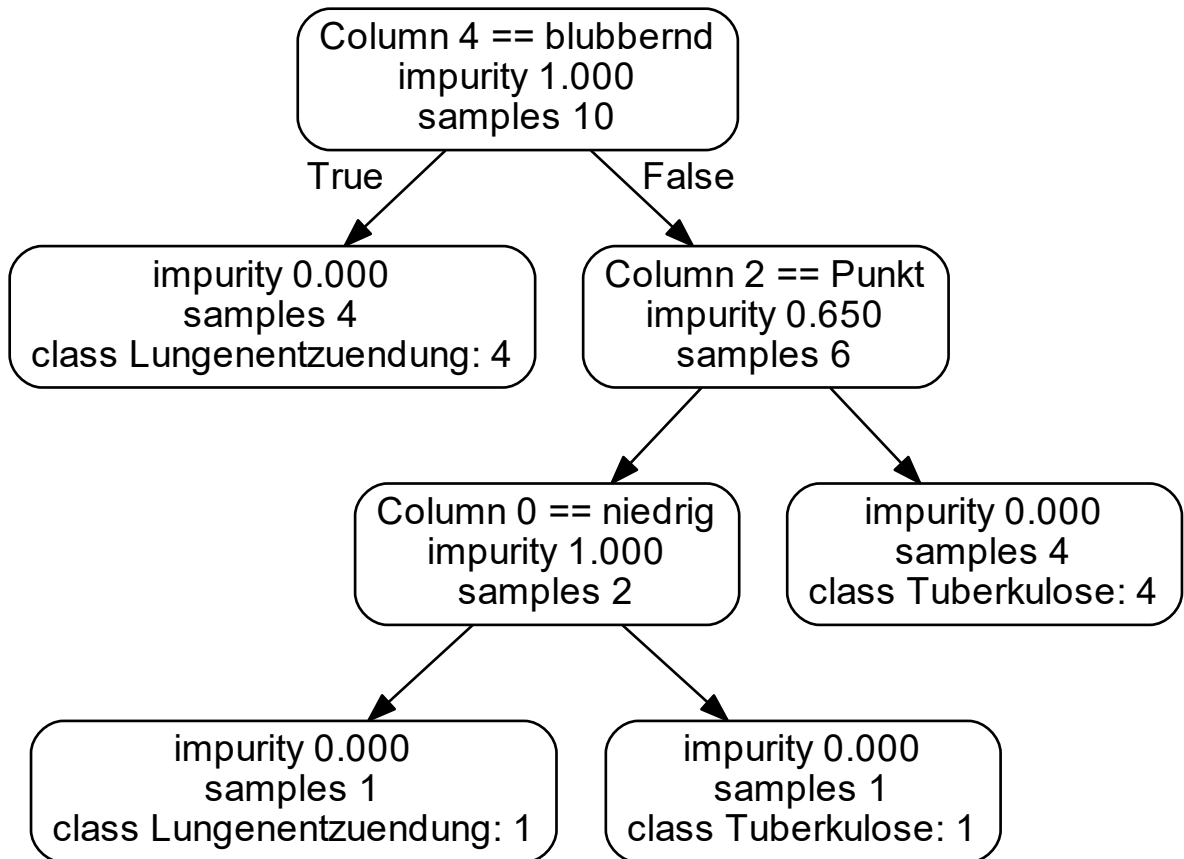 Column 4 == blubbernd
impurity 1.000
samples 10
True
False
impurity 0.000
samples 4
class Lungenentzuendung: 4
Column 2 == Punkt
impurity 0.650
samples 6
Column 0 == niedrig
impurity 1.000
samples 2
impurity 0.000
samples 4
class Tuberkulose: 4
impurity 0.000
samples 1
class Lungenentzuendung: 1
impurity 0.000
samples 1
class Tuberkulose: 1